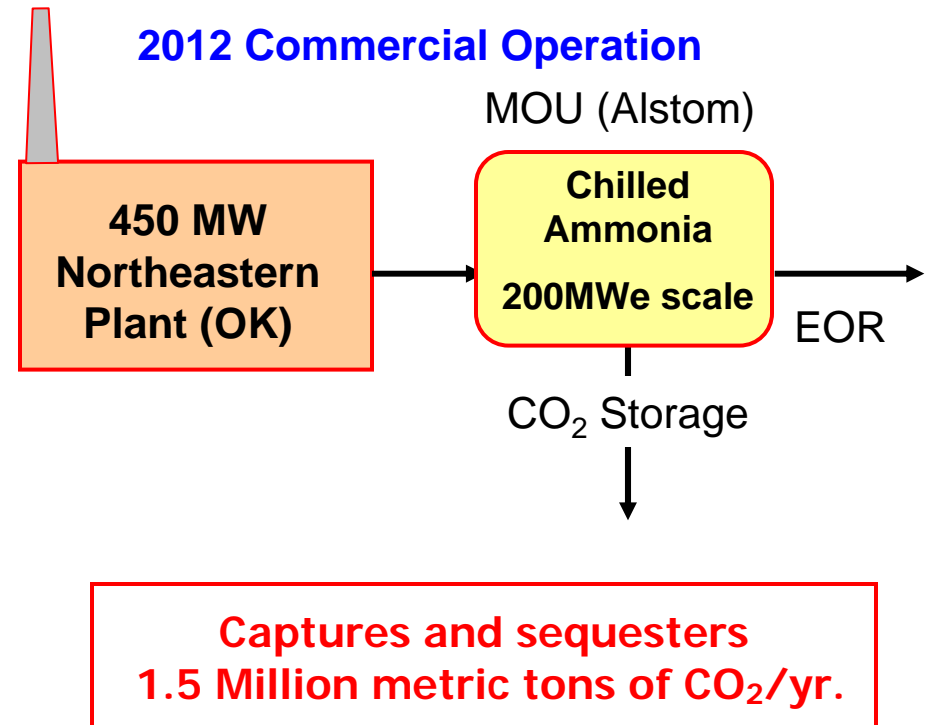 2012 Commercial Operation
MOU (Alstom)
450 MW
Northeastern
Plant (OK)
Chilled
Ammonia
200MWe scale
EOR
CO₂ Storage
Captures and sequesters
1.5 Million metric tons of CO₂/yr.